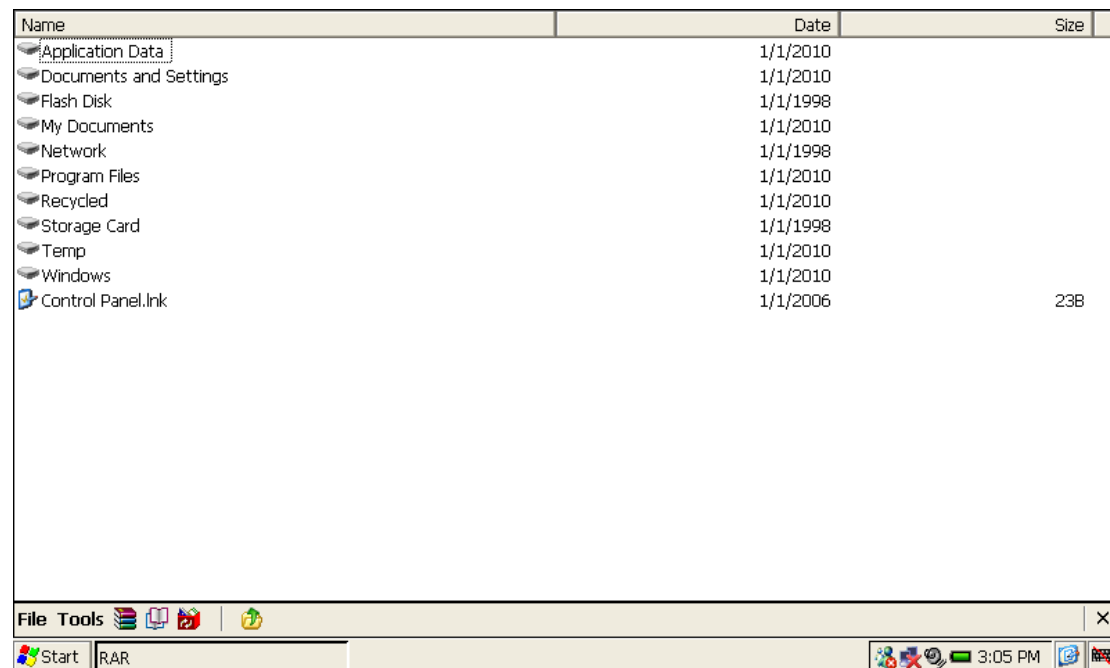 Name Date Size
Application Data 1/1/2010
Documents and Settings 1/1/2010
Flash Disk 1/1/1998
My Documents 1/1/2010
Network 1/1/1998
Program Files 1/1/2010
Recycled 1/1/2010
Storage Card 1/1/1998
Temp 1/1/2010
Windows 1/1/2010
Control Panel.lnk 1/1/2006 23B
File Tools
Start RAR 3:05 PM